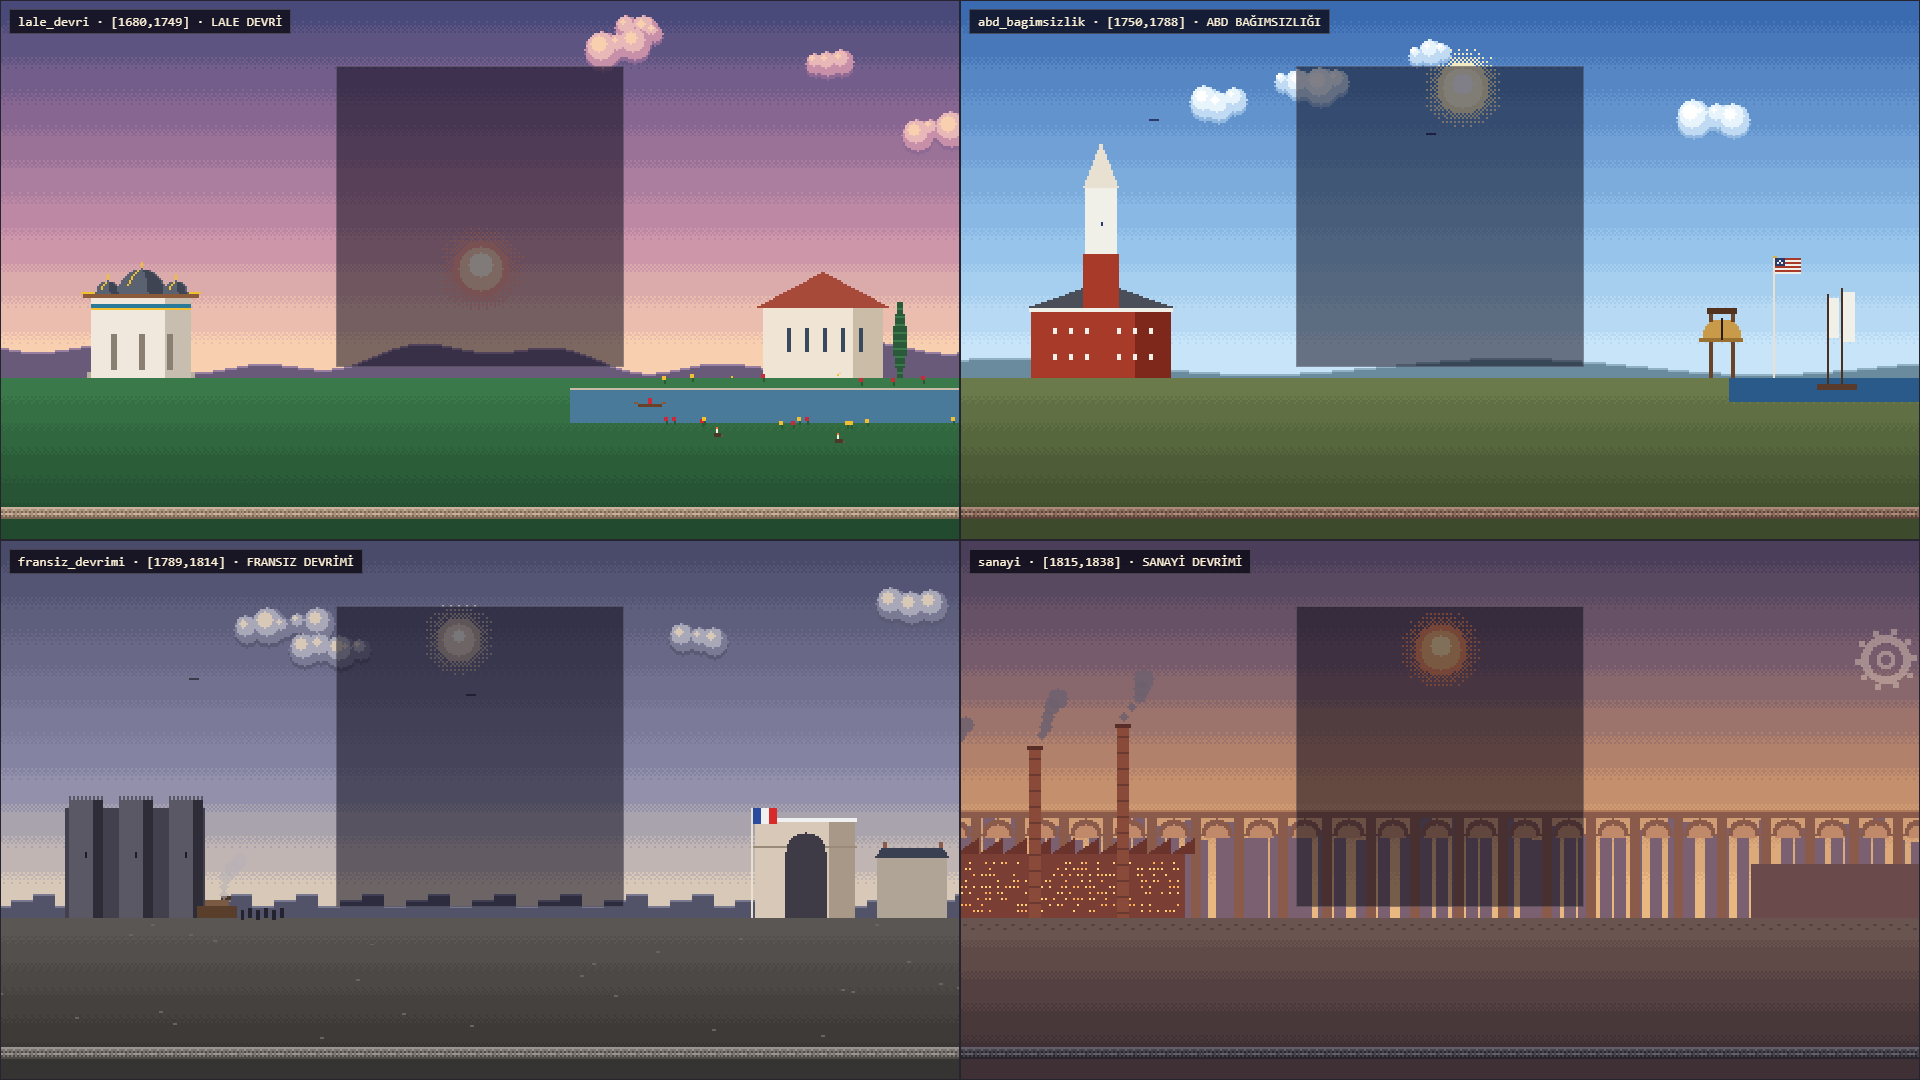 lale_devri · [1680,1749] · LALE DEVRİ
abd_bagimsizlik · [1750,1788] · ABD BAĞIMSIZLIĞI
fransiz_devrimi · [1789,1814] · FRANSIZ DEVRİMİ
sanayi · [1815,1838] · SANAYİ DEVRİMİ